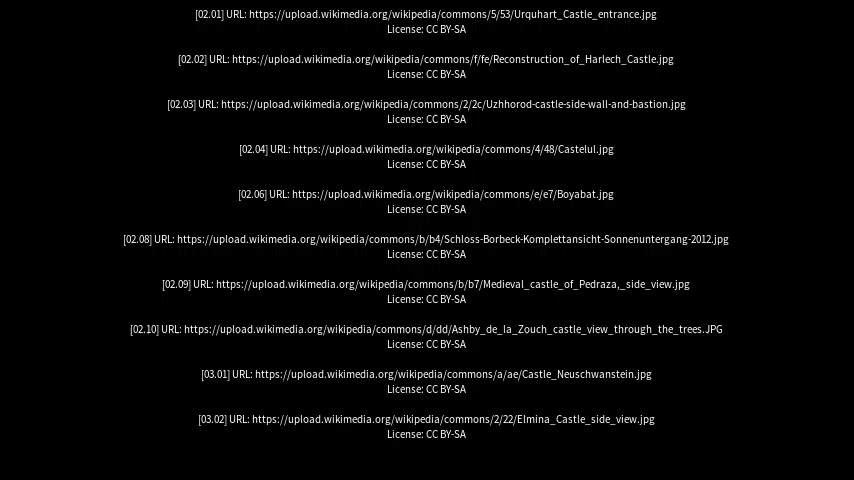 [02.01] URL: https://upload.wikimedia.org/wikipedia/commons/5/53/Urquhart_Castle_entrance.jpg
License: CC BY-SA
[02.02] URL: https://upload.wikimedia.org/wikipedia/commons/f/fe/Reconstruction_of_Harlech_Castle.jpg
License: CC BY-SA
[02.03] URL: https://upload.wikimedia.org/wikipedia/commons/2/2c/Uzhhorod-castle-side-wall-and-bastion.jpg
License: CC BY-SA
[02.04] URL: https://upload.wikimedia.org/wikipedia/commons/4/48/Castelul.jpg
License: CC BY-SA
[02.06] URL: https://upload.wikimedia.org/wikipedia/commons/e/e7/Boyabat.jpg
License: CC BY-SA
[02.08] URL: https://upload.wikimedia.org/wikipedia/commons/b/b4/Schloss-Borbeck-Komplettansicht-Sonnenuntergang-2012.jpg
License: CC BY-SA
[02.09] URL: https://upload.wikimedia.org/wikipedia/commons/b/b7/Medieval_castle_of_Pedraza,_side_view.jpg
License: CC BY-SA
[02.10] URL: https://upload.wikimedia.org/wikipedia/commons/d/dd/Ashby_de_la_Zouch_castle_view_through_the_trees.JPG
License: CC BY-SA
[03.01] URL: https://upload.wikimedia.org/wikipedia/commons/a/ae/Castle_Neuschwanstein.jpg
License: CC BY-SA
[03.02] URL: https://upload.wikimedia.org/wikipedia/commons/2/22/Elmina_Castle_side_view.jpg
License: CC BY-SA